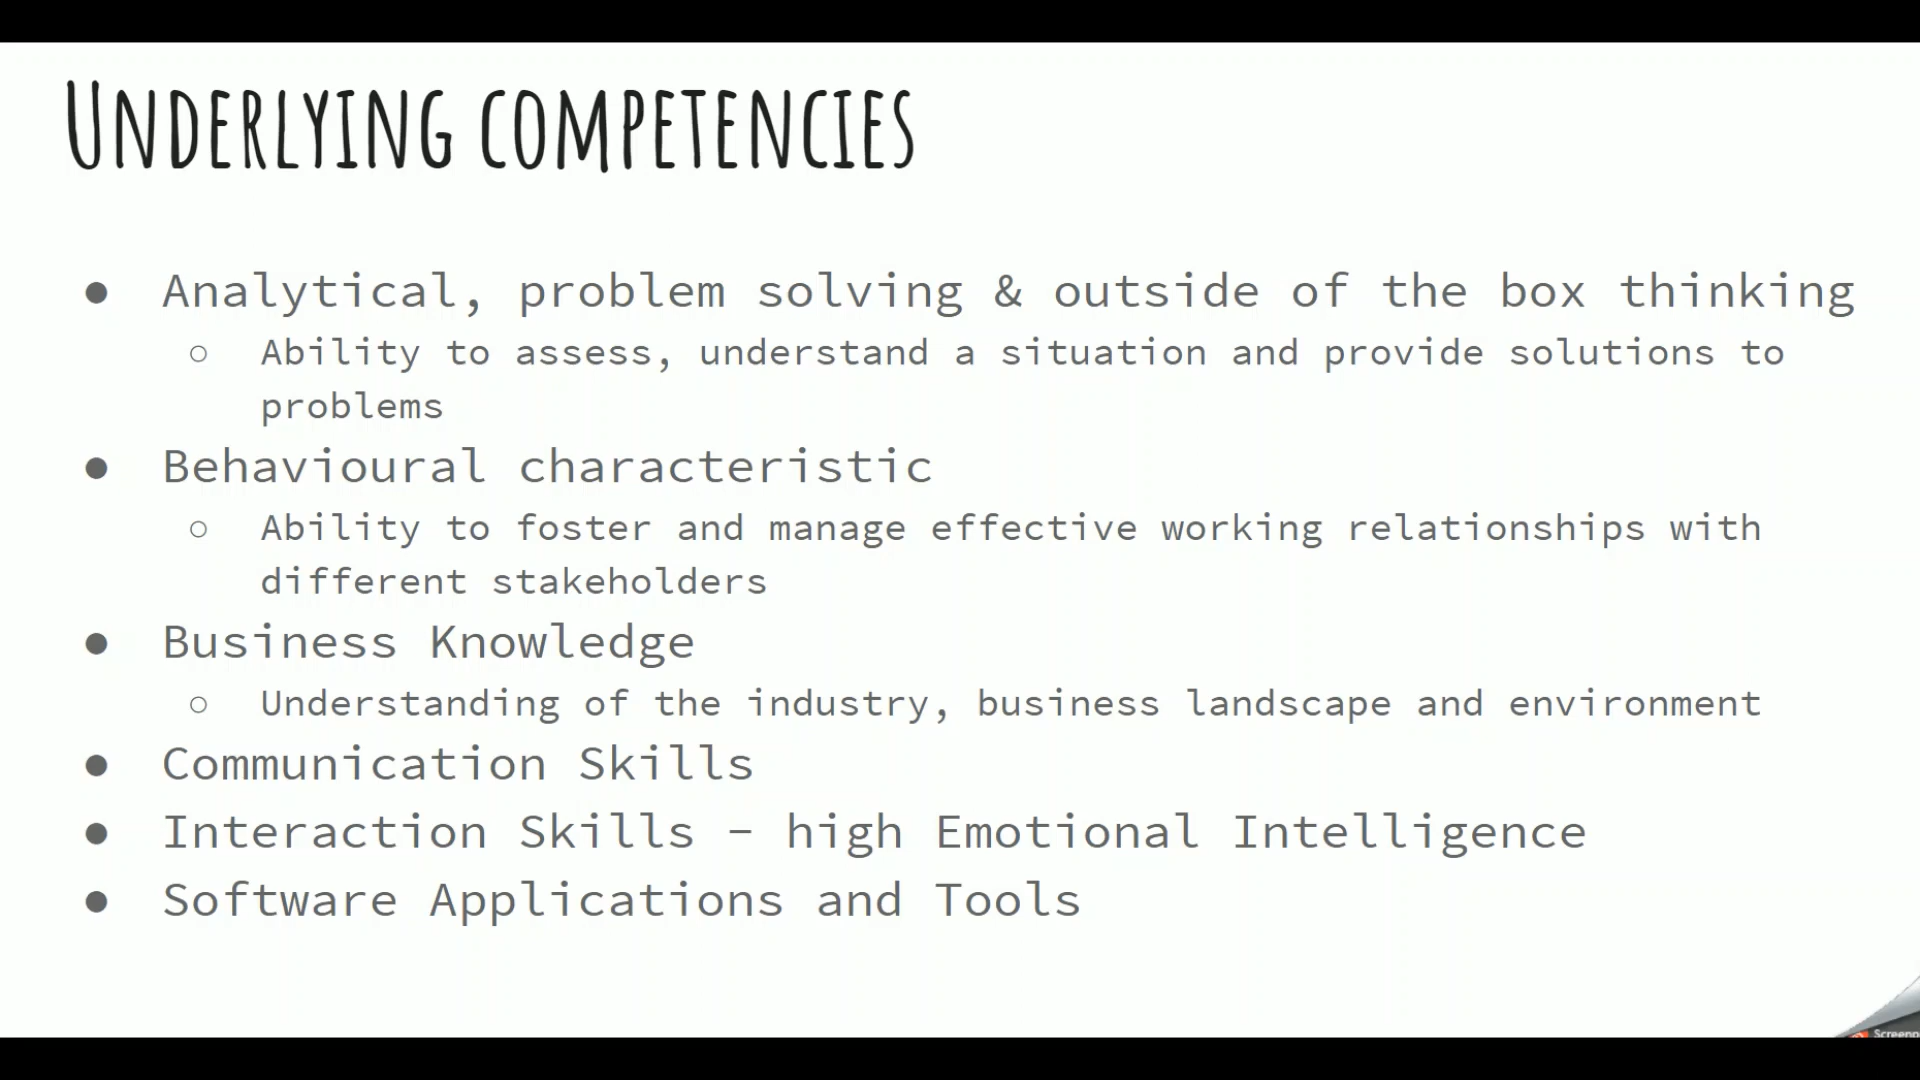 Underlying competencies
● Analytical, problem solving & outside of the box thinking
○ Ability to assess, understand a situation and provide solutions to
problems
● Behavioural characteristic
○ Ability to foster and manage effective working relationships with
different stakeholders
● Business Knowledge
○ Understanding of the industry, business landscape and environment
● Communication Skills
● Interaction Skills – high Emotional Intelligence
● Software Applications and Tools